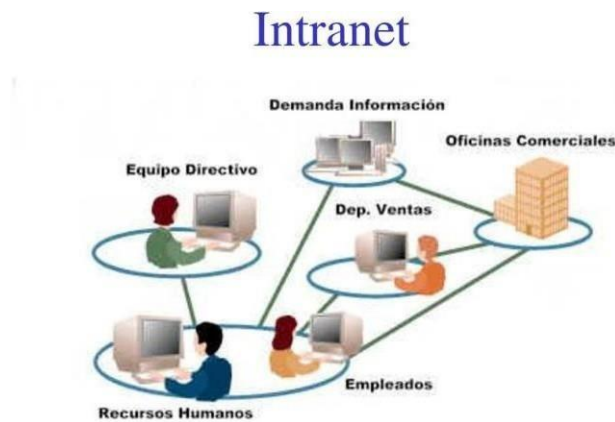 Intranet
Demanda Información
Oficinas Comerciales
Equipo Directivo
Dep. Ventas
Empleados
Recursos Humanos